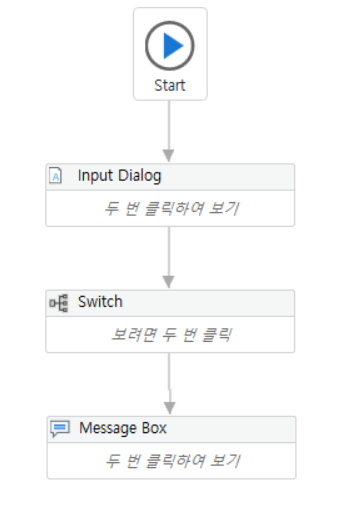 Start
Input Dialog
두 번 클릭하여 보기
Switch
보려면 두 번 클릭
Message Box
두 번 클릭하여 보기